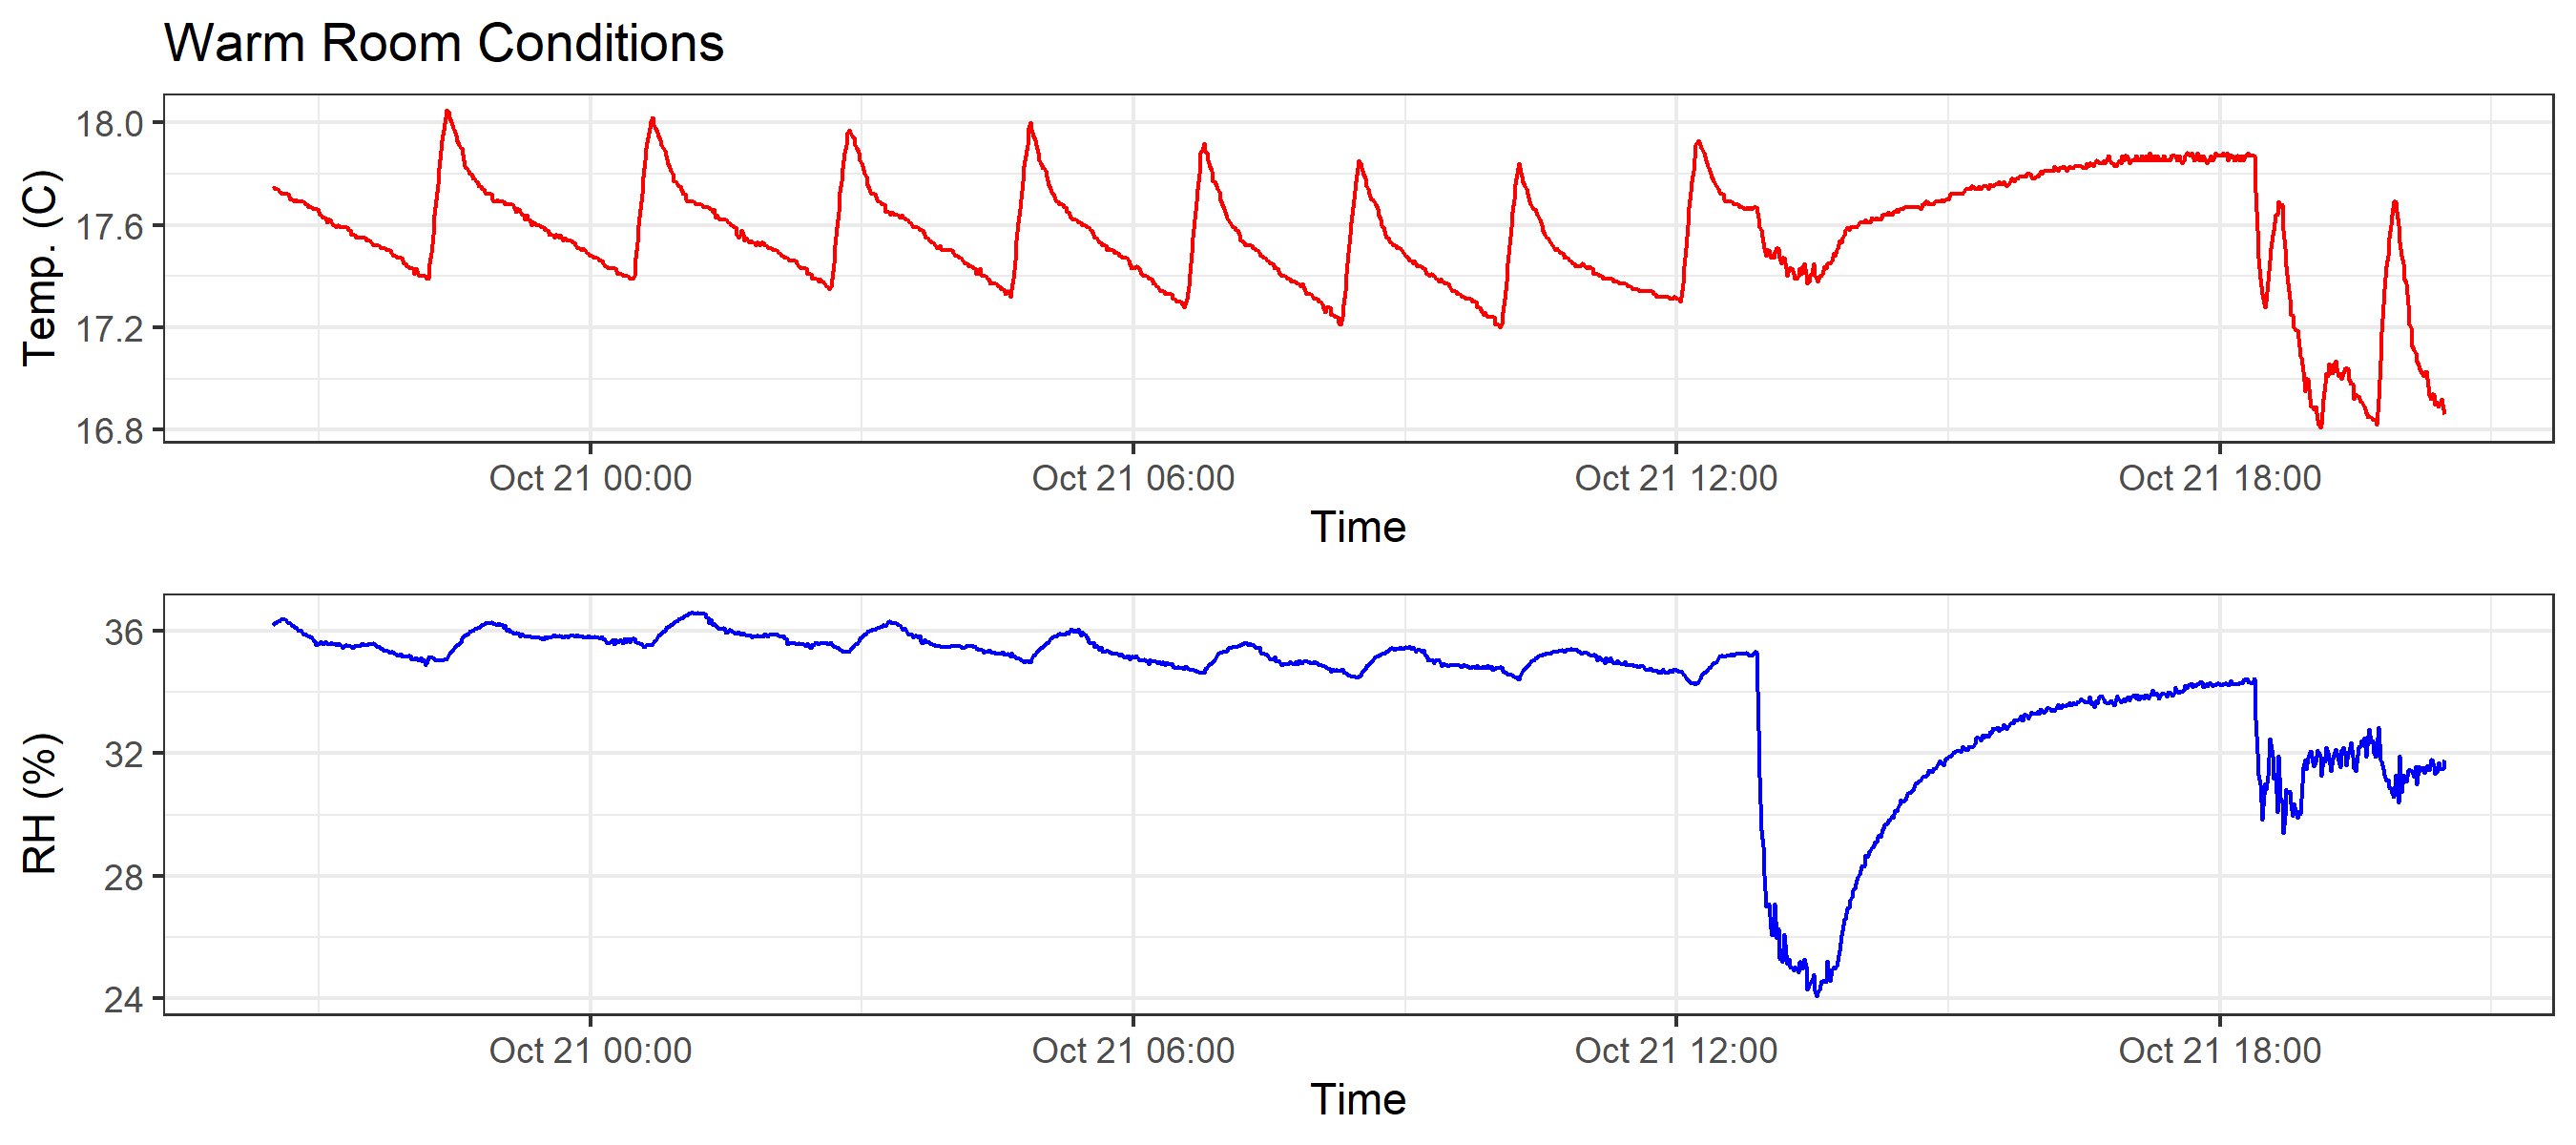 Warm Room Conditions
Temp. (C)
18.0
17.6
17.2
16.8
Oct 21 00:00 Oct 21 06:00 Oct 21 12:00 Oct 21 18:00
Time
RH (%)
36
32
28
24
Oct 21 00:00 Oct 21 06:00 Oct 21 12:00 Oct 21 18:00
Time